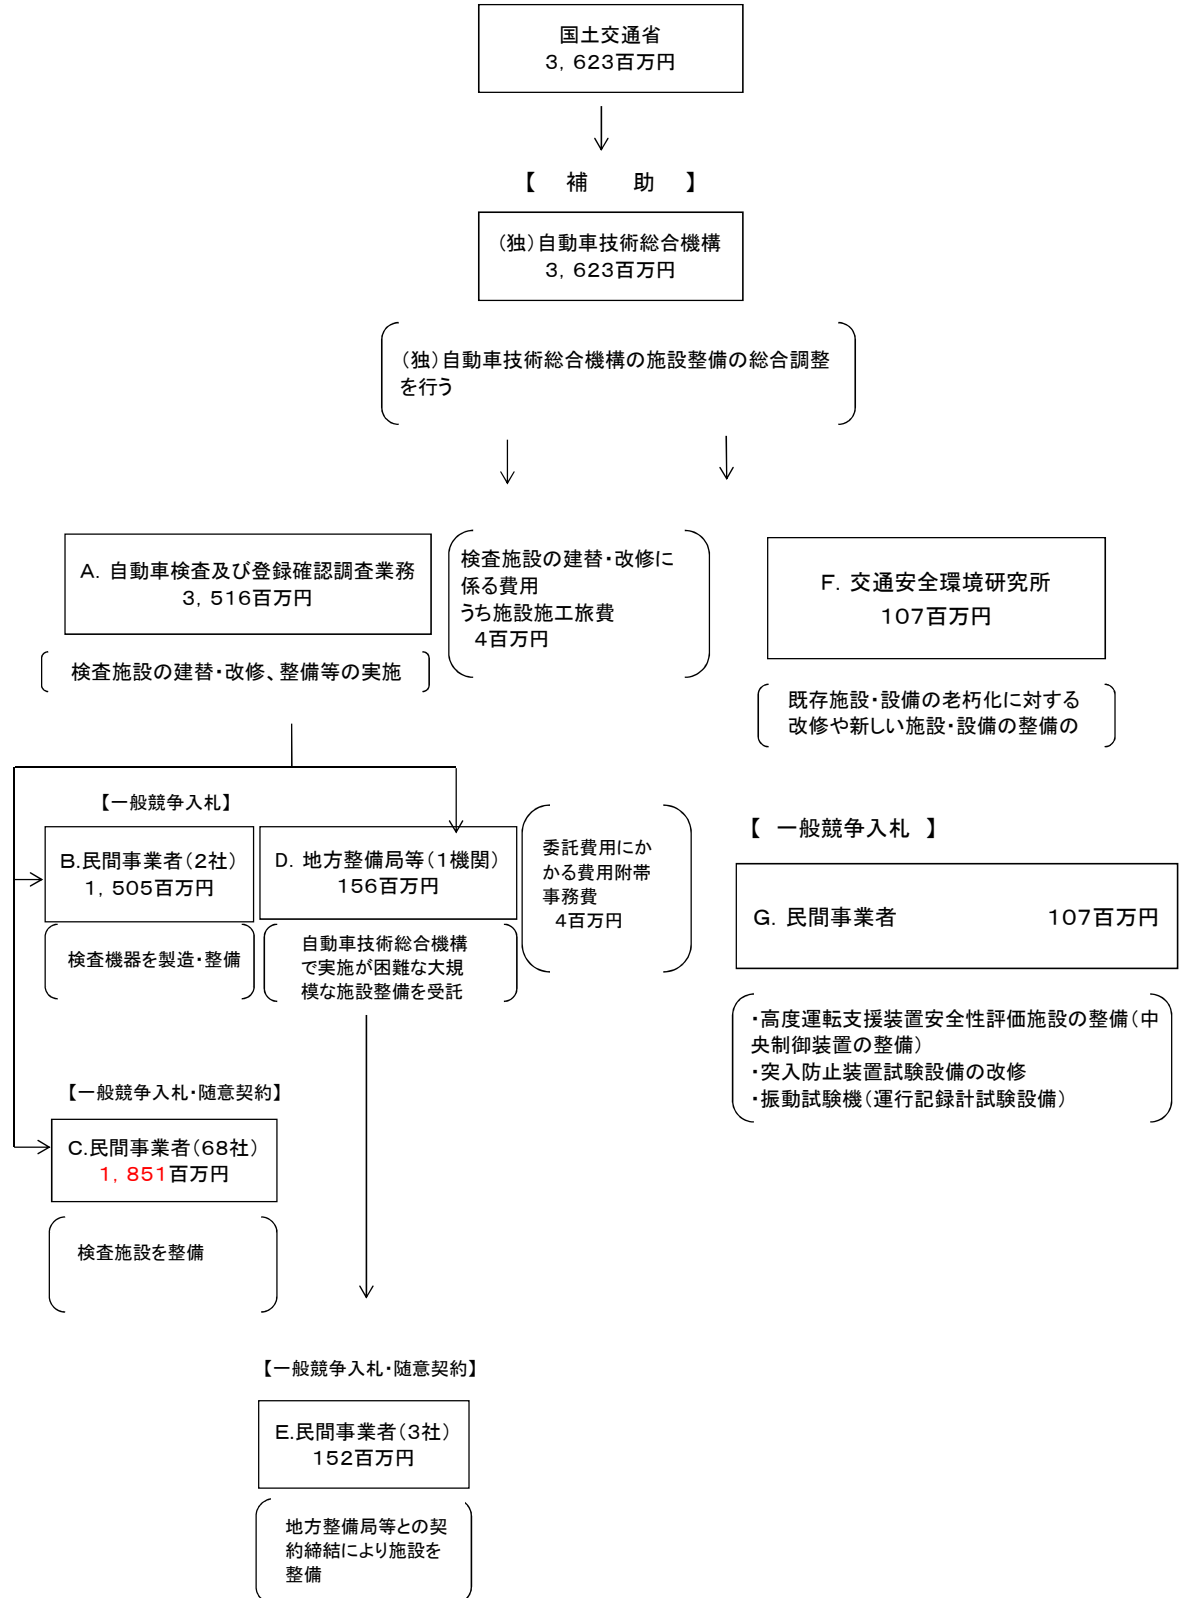 国土交通省
3，623百万円
【　補　　助　】
（独）自動車技術総合機構
3，623百万円
（独）自動車技術総合機構の施設整備の総合調整
を行う
A．自動車検査及び登録確認調査業務
3，516百万円
検査施設の建替・改修、整備等の実施
検査施設の建替・改修に
係る費用
うち施設施工旅費
4百万円
F．交通安全環境研究所
107百万円
既存施設・設備の老朽化に対する
改修や新しい施設・設備の整備の
【一般競争入札】
B.民間事業者（2社）
1，505百万円
検査機器を製造・整備
D．地方整備局等（1機関）
156百万円
自動車技術総合機構
で実施が困難な大規
模な施設整備を受託
委託費用にか
かる費用附帯
事務費
4百万円
【　一般競争入札　】
G．民間事業者　107百万円
・高度運転支援装置安全性評価施設の整備（中
央制御装置の整備）
・突入防止装置試験設備の改修
・振動試験機（運行記録計試験設備）
【一般競争入札・随意契約】
C.民間事業者（68社）
1，851百万円
検査施設を整備
【一般競争入札・随意契約】
E.民間事業者（3社）
152百万円
地方整備局等との契
約締結により施設を
整備